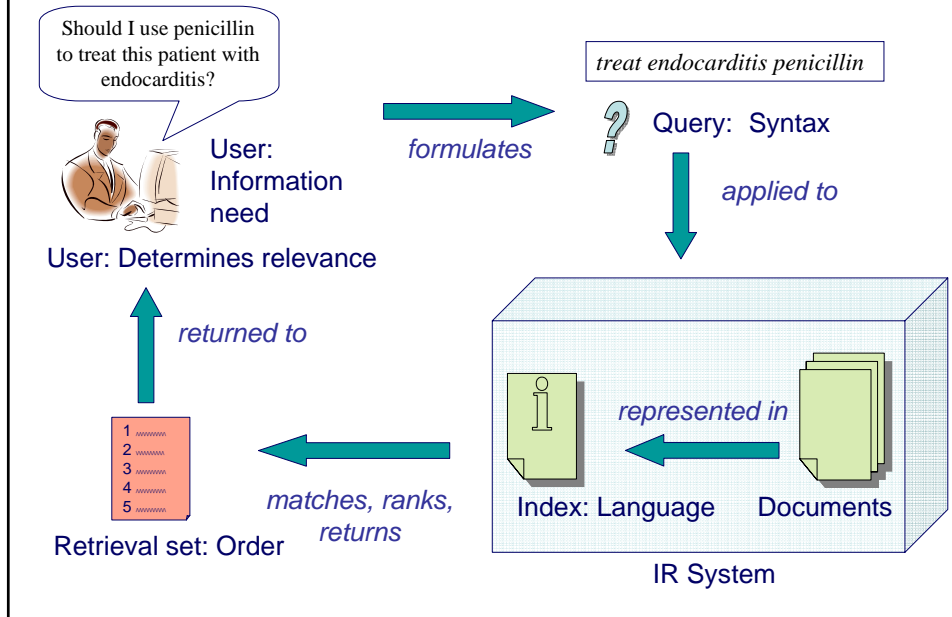 Should I use penicillin
to treat this patient with
endocarditis?
treat endocarditis penicillin
formulates
Query: Syntax
User:
Information
need
applied to
User: Determines relevance
returned to
represented in
i
1
2
3
4
5
matches, ranks,
returns
Index: Language
Documents
Retrieval set: Order
IR System
?